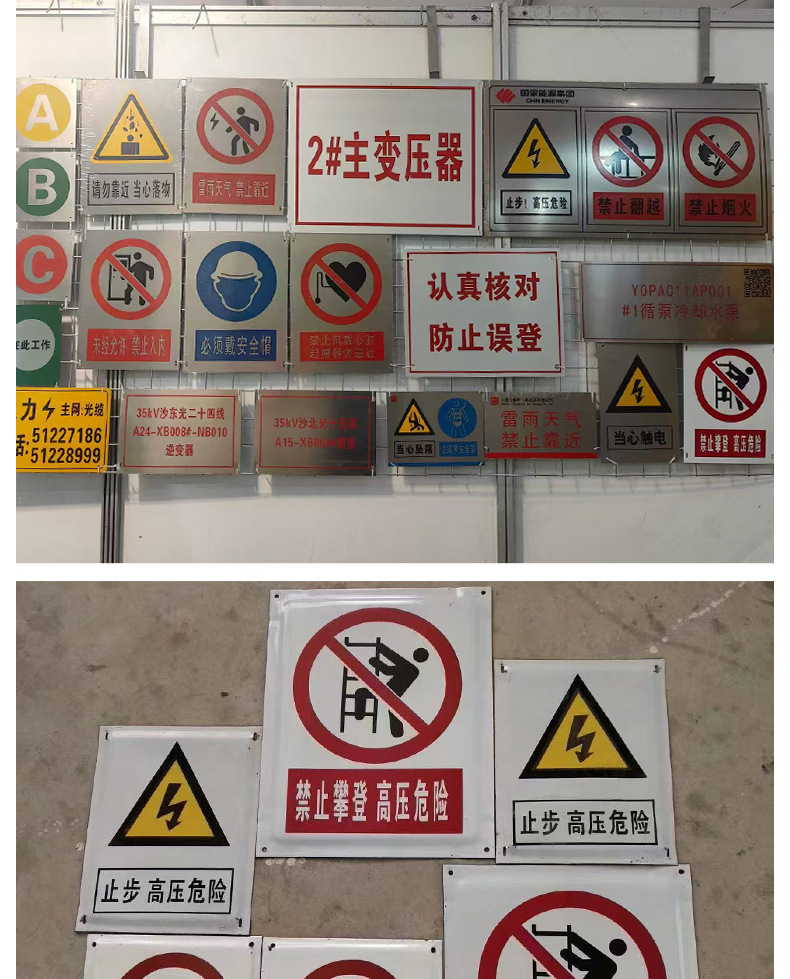 A
请勿靠近 当心落物
雷雨天气 禁止靠近
2#主变压器
国家能源集团
CHN ENERGY
止步! 高压危险
禁止翻越
禁止烟火
B
C
未经允许 禁止入内
必须戴安全帽
认真核对
防止误登
Y0PAC11AP001
#1循泵冷却水泵
在此工作
力 主网:光缆
话:51227186
51228999
35kV沙东光二十四线
A24-XB008#-NB010
逆变器
当心坠落
雷雨天气
禁止靠近
当心触电
禁止攀登 高压危险
禁止攀登 高压危险
止步 高压危险
止步 高压危险